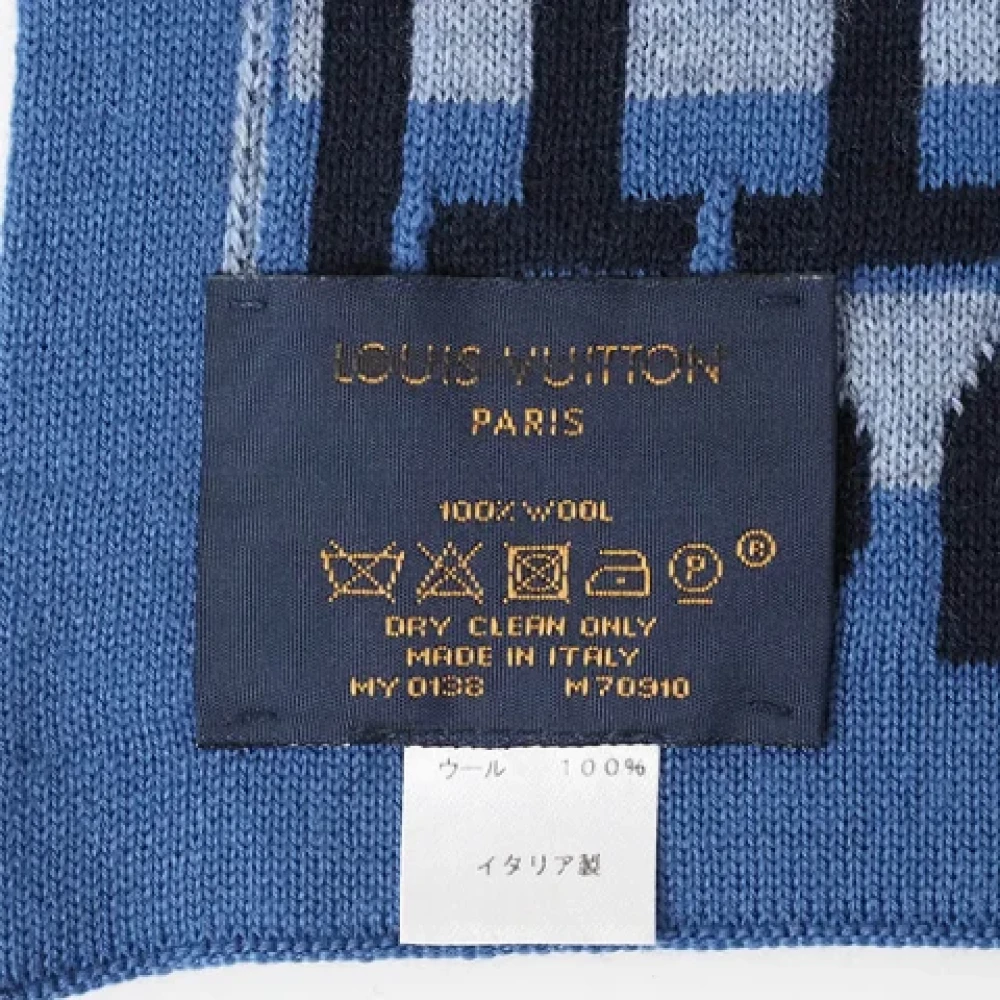 LOUIS VUITTON
PARIS
100% WOOL
P ®
DRY CLEAN ONLY
MADE IN ITALY
MY 0138 M 70910
ウール 100%
イタリア製